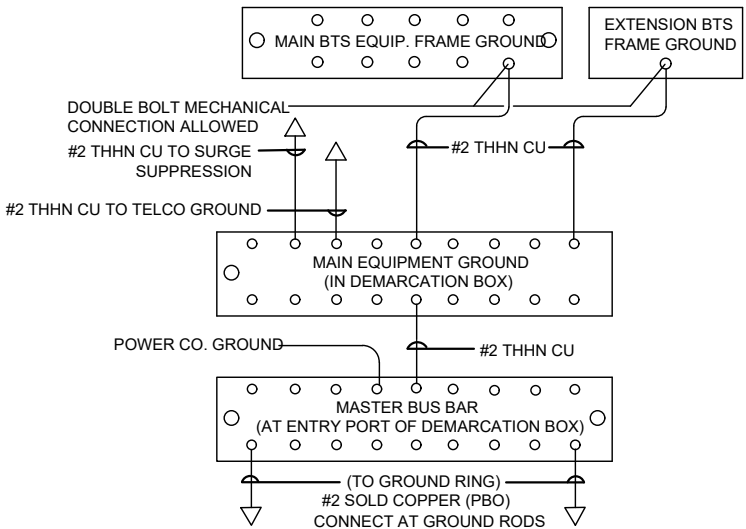 MAIN BTS EQUIP. FRAME GROUND
EXTENSION BTS
FRAME GROUND
DOUBLE BOLT MECHANICAL
CONNECTION ALLOWED
#2 THHN CU TO SURGE
SUPPRESSION
#2 THHN CU
#2 THHN CU TO TELCO GROUND
MAIN EQUIPMENT GROUND
(IN DEMARCATION BOX)
POWER CO. GROUND
#2 THHN CU
MASTER BUS BAR
(AT ENTRY PORT OF DEMARCATION BOX)
(TO GROUND RING)
#2 SOLD COPPER (PBO)
CONNECT AT GROUND RODS